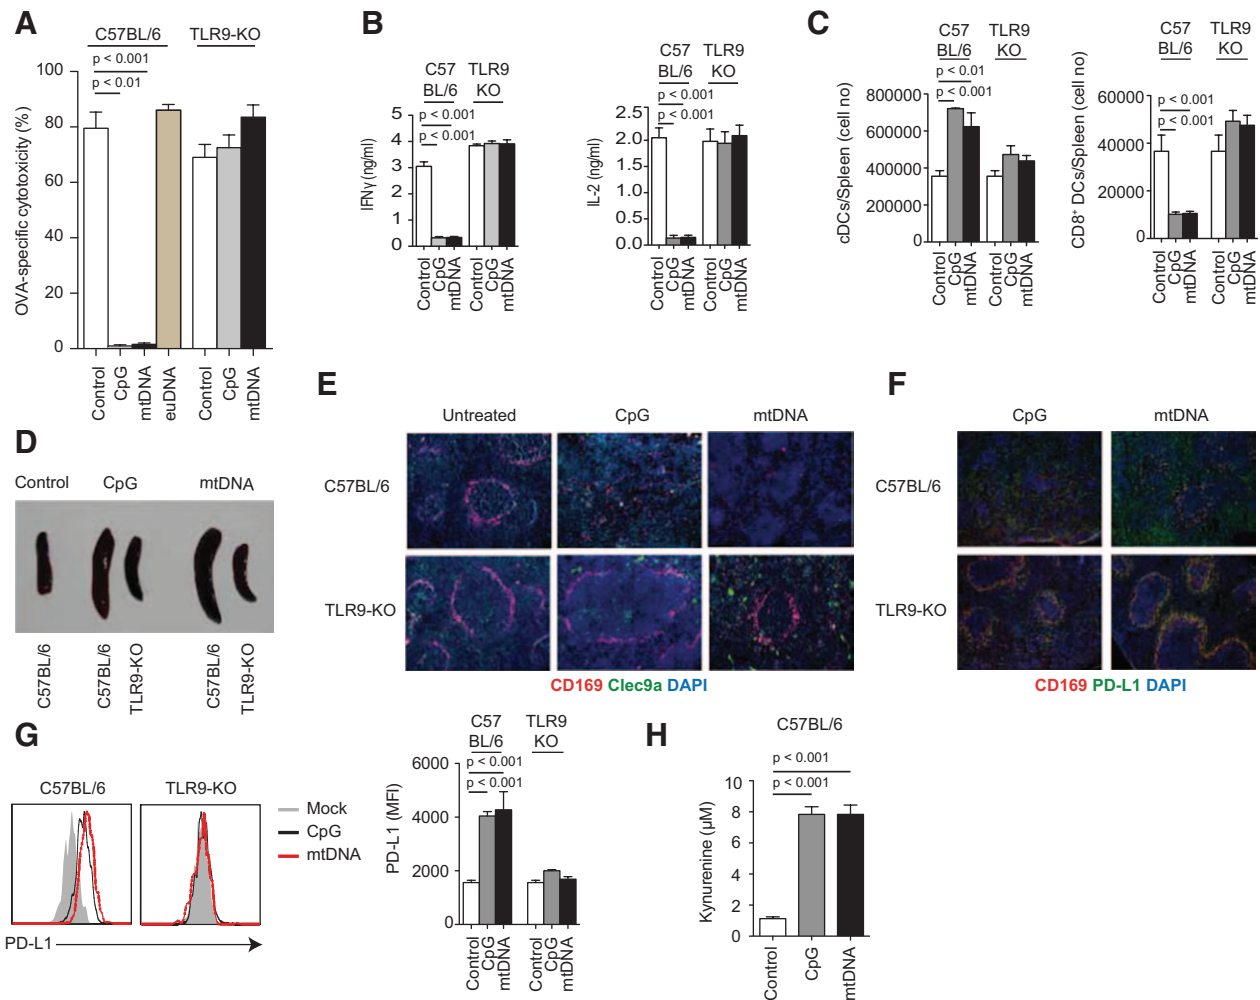 A
C57BL/6 TLR9-KO
p < 0.001
p < 0.01
OVA-specific cytotoxicity (%)
100
80
60
40
20
0
Control
CpG
mtDNA
euDNA
Control
CpG
mtDNA
B
C57
BL/6
TLR9
KO
p < 0.001
p < 0.001
IFNγ (ng/ml)
5
4
3
2
1
0
Control
CpG
mtDNA
Control
CpG
mtDNA
C57
BL/6
TLR9
KO
p < 0.001
p < 0.001
IL-2 (ng/ml)
2.5
2.0
1.5
1.0
0.5
0.0
Control
CpG
mtDNA
Control
CpG
mtDNA
C
C57
BL/6
TLR9
KO
p < 0.01
p < 0.001
cDCs/Spleen (cell no)
800000
600000
400000
200000
0
Control
CpG
mtDNA
Control
CpG
mtDNA
C57
BL/6
TLR9
KO
p < 0.001
p < 0.001
CD8⁺ DCs/Spleen (cell no)
60000
40000
20000
0
Control
CpG
mtDNA
Control
CpG
mtDNA
D
Control CpG mtDNA
C57BL/6
C57BL/6
TLR9-KO
C57BL/6
TLR9-KO
E
Untreated CpG mtDNA
C57BL/6
TLR9-KO
CD169 Clec9a DAPI
F
CpG mtDNA
C57BL/6
TLR9-KO
CD169 PD-L1 DAPI
G
C57BL/6 TLR9-KO
Mock
CpG
mtDNA
PD-L1
C57
BL/6
TLR9
KO
p < 0.001
p < 0.001
PD-L1 (MFI)
6000
4000
2000
0
Control
CpG
mtDNA
Control
CpG
mtDNA
H
C57BL/6
p < 0.001
p < 0.001
Kynurenine (μM)
10
8
6
4
2
0
Control
CpG
mtDNA